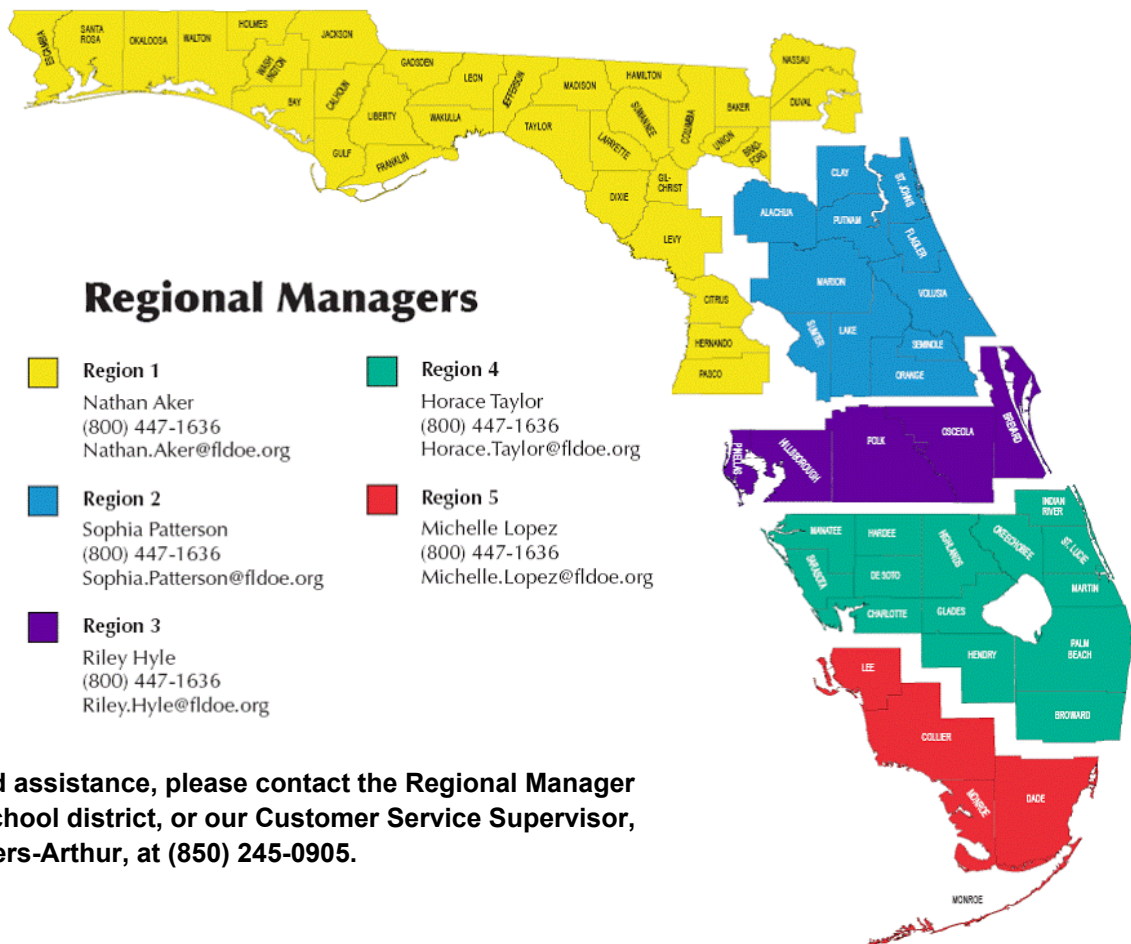 ESCAMBIA
SANTA
ROSA
OKALOOSA
WALTON
HOLMES
WASH
INGTON
JACKSON
BAY
CALHOUN
GULF
GADSDEN
LIBERTY
FRANKLIN
LEON
WAKULLA
JEFFERSON
MADISON
TAYLOR
HAMILTON
SUWANNEE
LAFAYETTE
DIXIE
COLUMBIA
GIL-
CHRIST
LEVY
BAKER
UNION
BRAD-
FORD
NASSAU
DUVAL
CITRUS
HERNANDO
PASCO
CLAY
ST. JOHNS
ALACHUA
PUTNAM
FLAGLER
MARION
VOLUSIA
SUMTER
LAKE
SEMINOLE
ORANGE
PINELLAS
HILLSBOROUGH
POLK
OSCEOLA
BREVARD
INDIAN
RIVER
MANATEE
HARDEE
HIGHLANDS
OKEECHOBEE
ST. LUCIE
SARASOTA
DE SOTO
MARTIN
CHARLOTTE
GLADES
HENDRY
PALM
BEACH
BROWARD
LEE
COLLIER
MONROE
DADE
MONROE
Regional Managers
Region 1
Nathan Aker
(800) 447-1636
Nathan.Aker@fldoe.org
Region 2
Sophia Patterson
(800) 447-1636
Sophia.Patterson@fldoe.org
Region 3
Riley Hyle
(800) 447-1636
Riley.Hyle@fldoe.org
Region 4
Horace Taylor
(800) 447-1636
Horace.Taylor@fldoe.org
Region 5
Michelle Lopez
(800) 447-1636
Michelle.Lopez@fldoe.org
d assistance, please contact the Regional Manager
chool district, or our Customer Service Supervisor,
ers-Arthur, at (850) 245-0905.